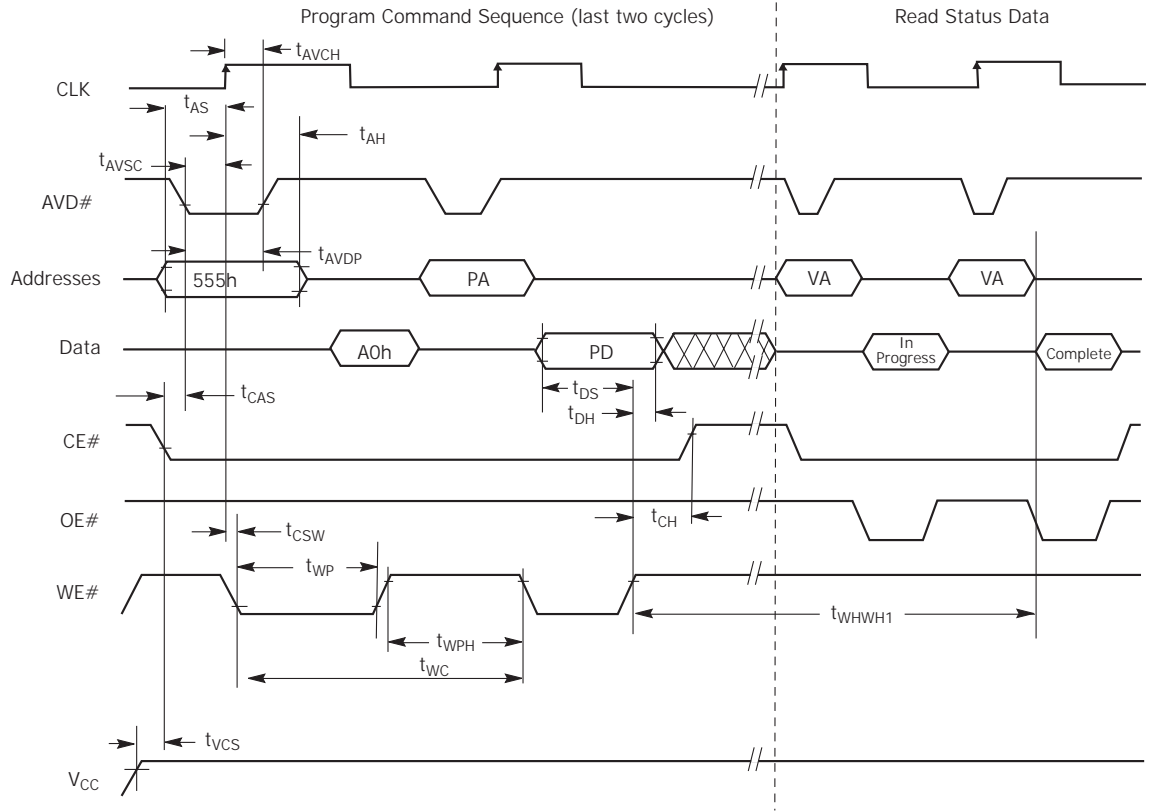 Program Command Sequence (last two cycles)
Read Status Data
tAVCH
CLK
tAS
tAH
tAVSC
AVD#
tAVDP
Addresses
555h
PA
VA
VA
Data
A0h
PD
In
Progress
Complete
tDS
tCAS
tDH
CE#
OE#
tCSW
tCH
tWP
WE#
tWHWH1
tWPH
tWC
tVCS
VCC